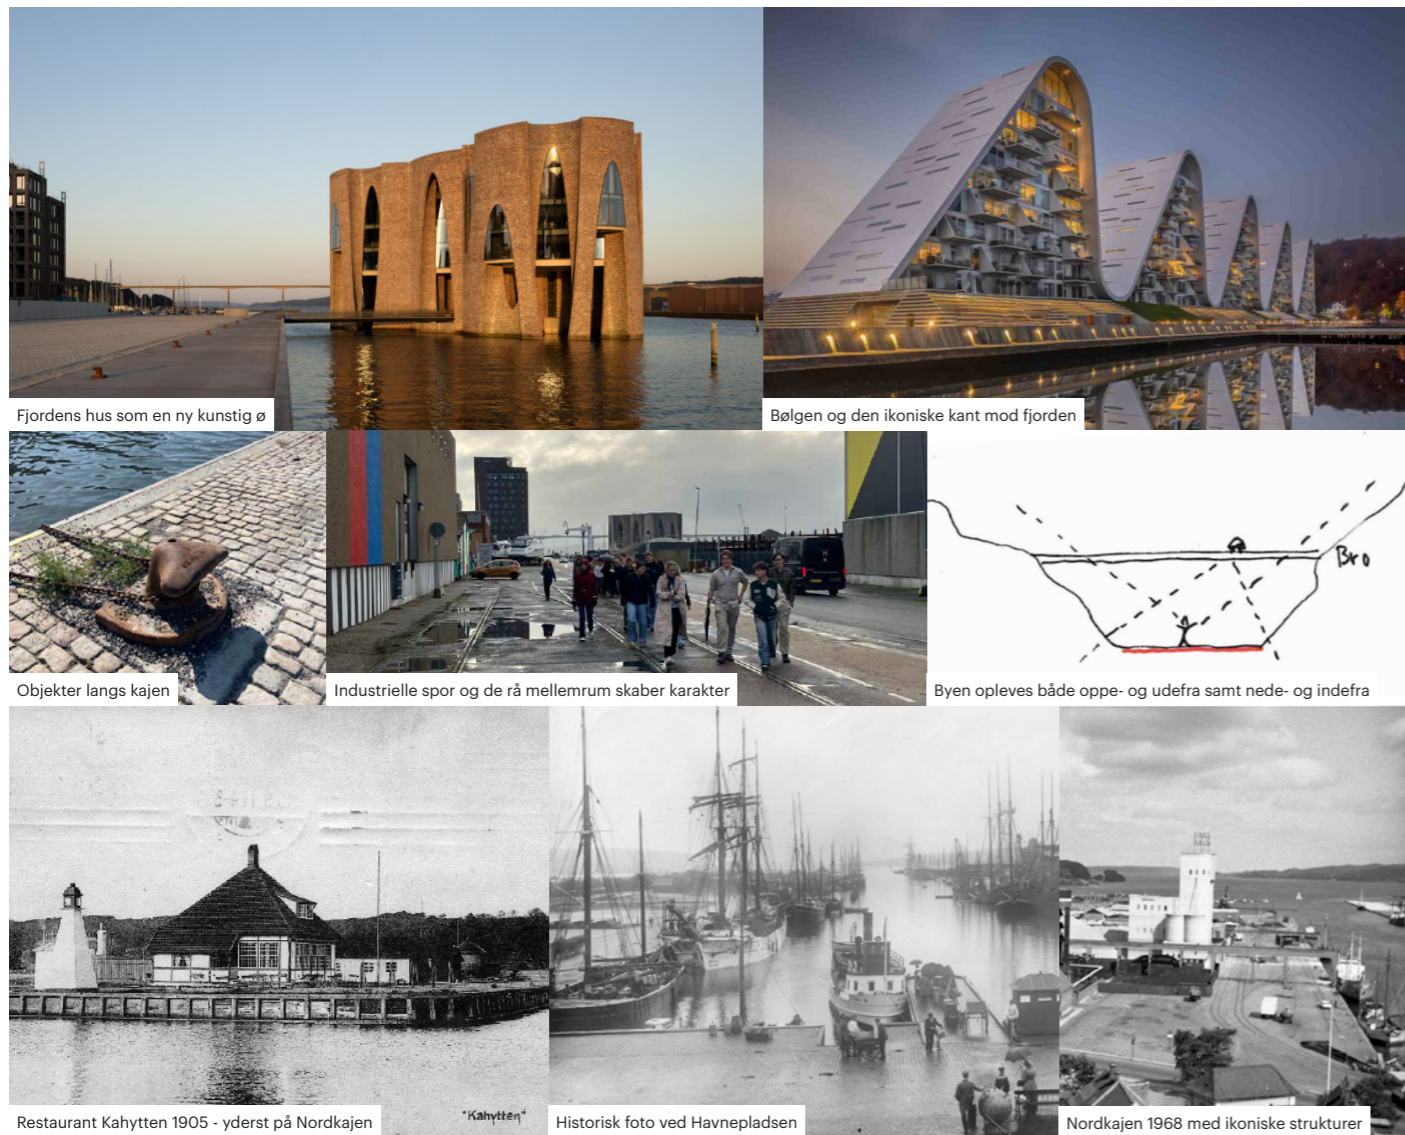 Fjordens hus som en ny kunstig ø
Bølgen og den ikoniske kant mod fjorden
Objekter langs kajen
Industrielle spor og de rå mellemrum skaber karakter
Bro
Byen opleves både oppe- og udefra samt nede- og indefra
"Kahytten"
Restaurant Kahytten 1905 - yderst på Nordkajen
Historisk foto ved Havnepladsen
Nordkajen 1968 med ikoniske strukturer